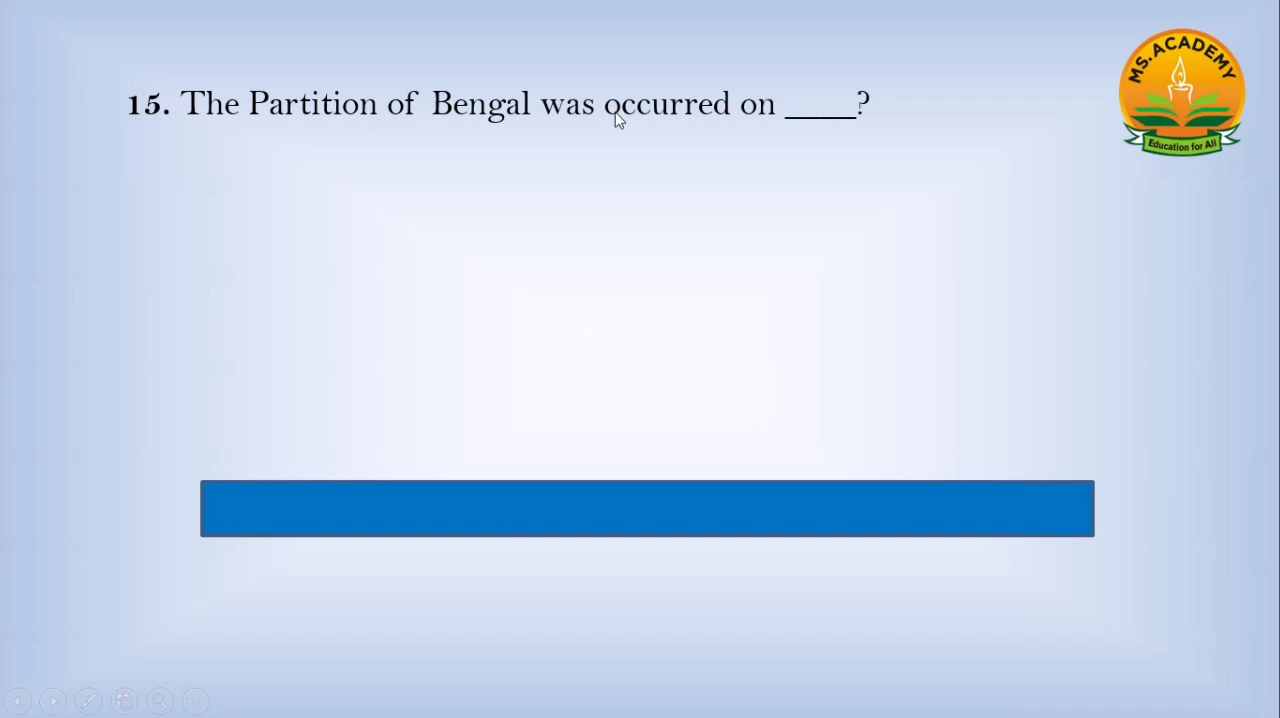 15. The Partition of Bengal was occurred on ____?
MS. ACADEMY
Education for All